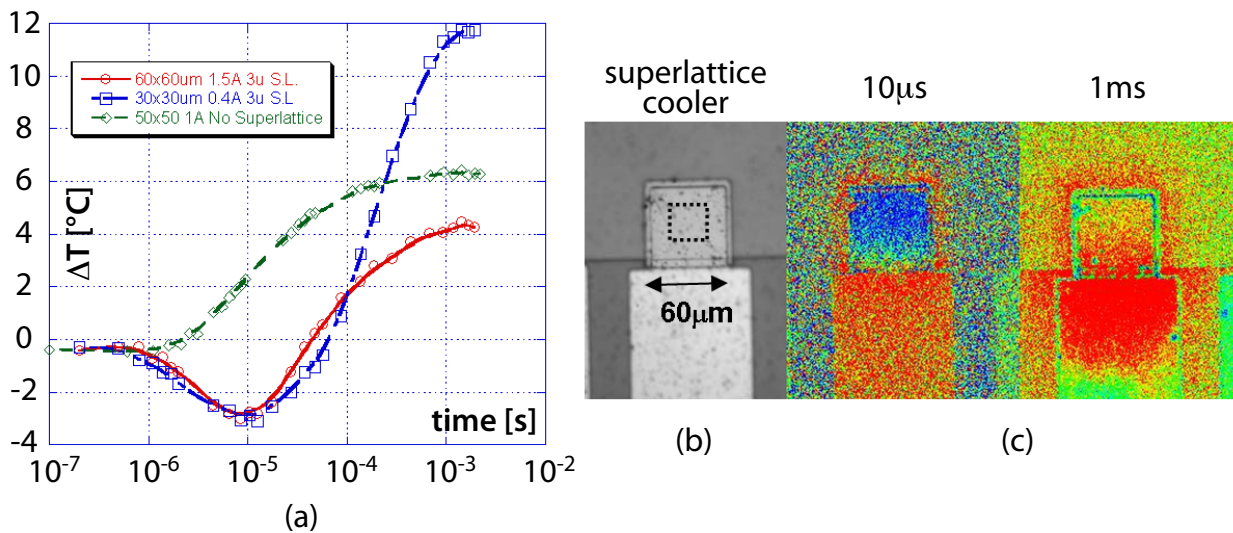 12
10
8
6
4
2
0
-2
-4
ΔT [°C]
60x60um 1.5A 3u S.L.
30x30um 0.4A 3u S.L
50x50 1A No Superlattice
time [s]
10-7
10-6
10-5
10-4
10-3
10-2
(a)
superlattice
cooler
60μm
(b)
10μs
1ms
(c)